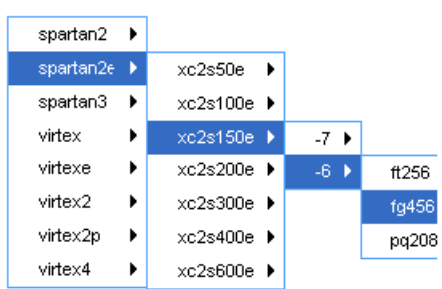 spartan2
spartan2e
spartan3
virtex
virtexe
virtex2
virtex2p
virtex4
xc2s50e
xc2s100e
xc2s150e
xc2s200e
xc2s300e
xc2s400e
xc2s600e
-7
-6
ft256
fg456
pq208